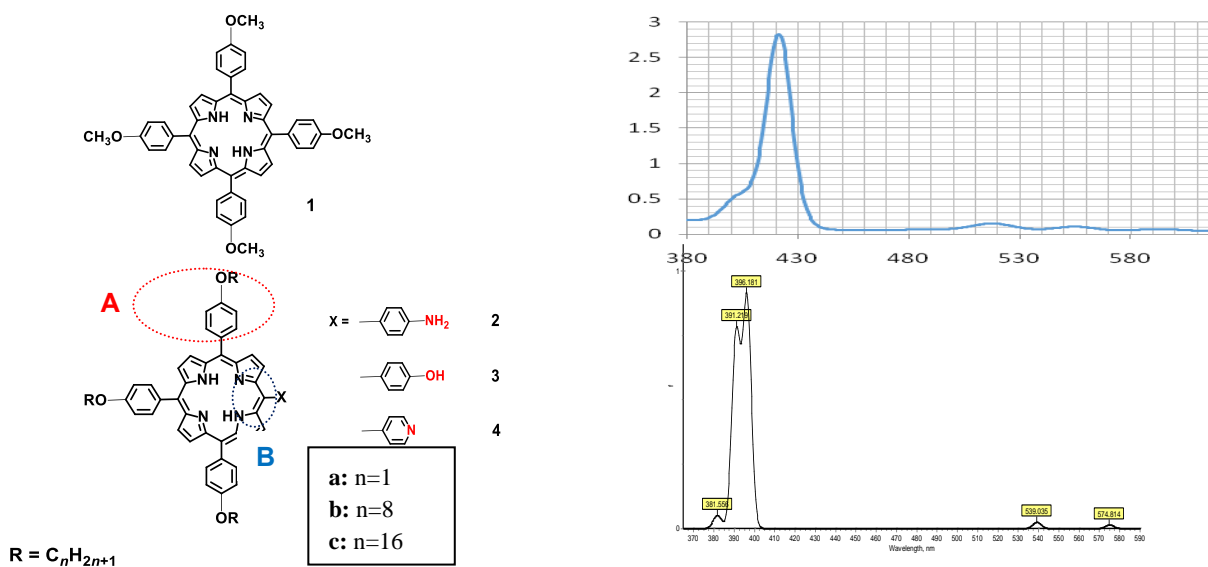 OCH₃
CH₃O
OCH₃
NH
N
N
HN
OCH₃
1
A
OR
RO
NH
N
X
N
HN
B
OR
X =
NH₂
2
OH
3
N
4
a: n=1
b: n=8
c: n=16
R = CₙH₂ₙ₊₁
3
2.5
2
1.5
1
0.5
0
380 430 480 530 580
1
396.181
391.219
381.556
539.035
574.814
f
0
370 380 390 400 410 420 430 440 450 460 470 480 490 500 510 520 530 540 550 560 570 580 590
Wavelength, nm